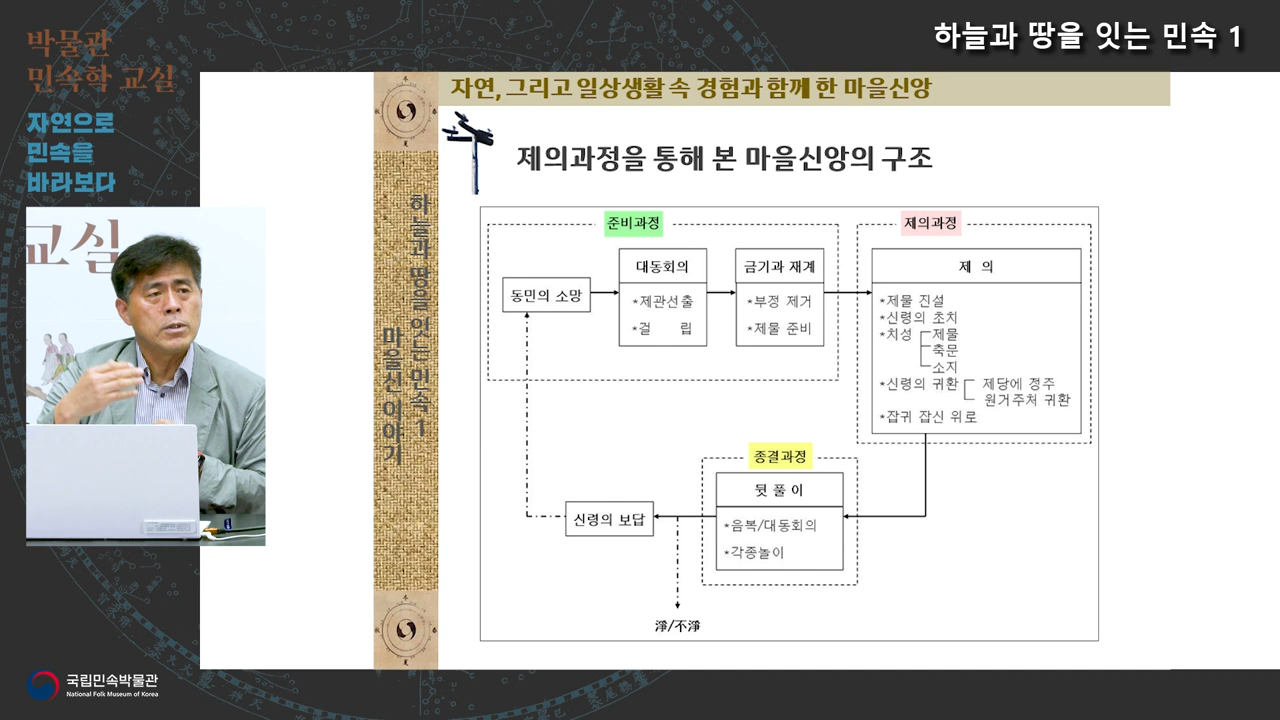 하늘과 땅을 잇는 민속 1
박물관
민속학 교실
자연으로
민속을
바라보다
교실
자연, 그리고 일상생활 속 경험과 함께 한 마을신앙
제의과정을 통해 본 마을신앙의 구조
하늘과 땅을 잇는 민속 1
마을신 이야기
준비과정
동민의 소망
대동회의
*제관선출
*걸 립
금기과 재계
*부정 제거
*제물 준비
제의과정
제 의
*제물 진설
*신령의 초치
*치성 제물
축문
소지
*신령의 귀환 제당에 정주
원거주처 귀환
*잡귀 잡신 위로
종결과정
뒷 풀 이
*음복/대동회의
*각종놀이
신령의 보답
淨/不淨
국립민속박물관
National Folk Museum of Korea